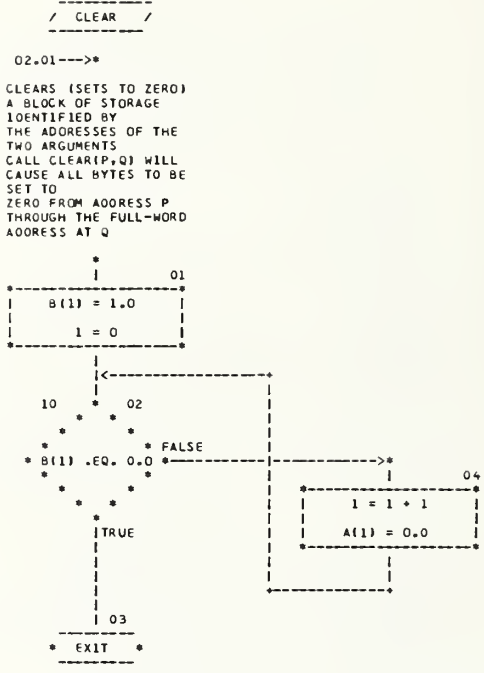 / CLEAR /
02.01--->*
CLEARS (SETS TO ZERO)
A BLOCK OF STORAGE
IDENTIFIED BY
THE ADDRESSES OF THE
TWO ARGUMENTS
CALL CLEAR(P,Q) WILL
CAUSE ALL BYTES TO BE
SET TO
ZERO FROM ADDRESS P
THROUGH THE FULL-WORD
ADDRESS AT Q
01
B(1) = 1.0
I = 0
10 02
B(1) .EQ. 0.0
FALSE
TRUE
04
I = I + 1
A(I) = 0.0
03
* EXIT *